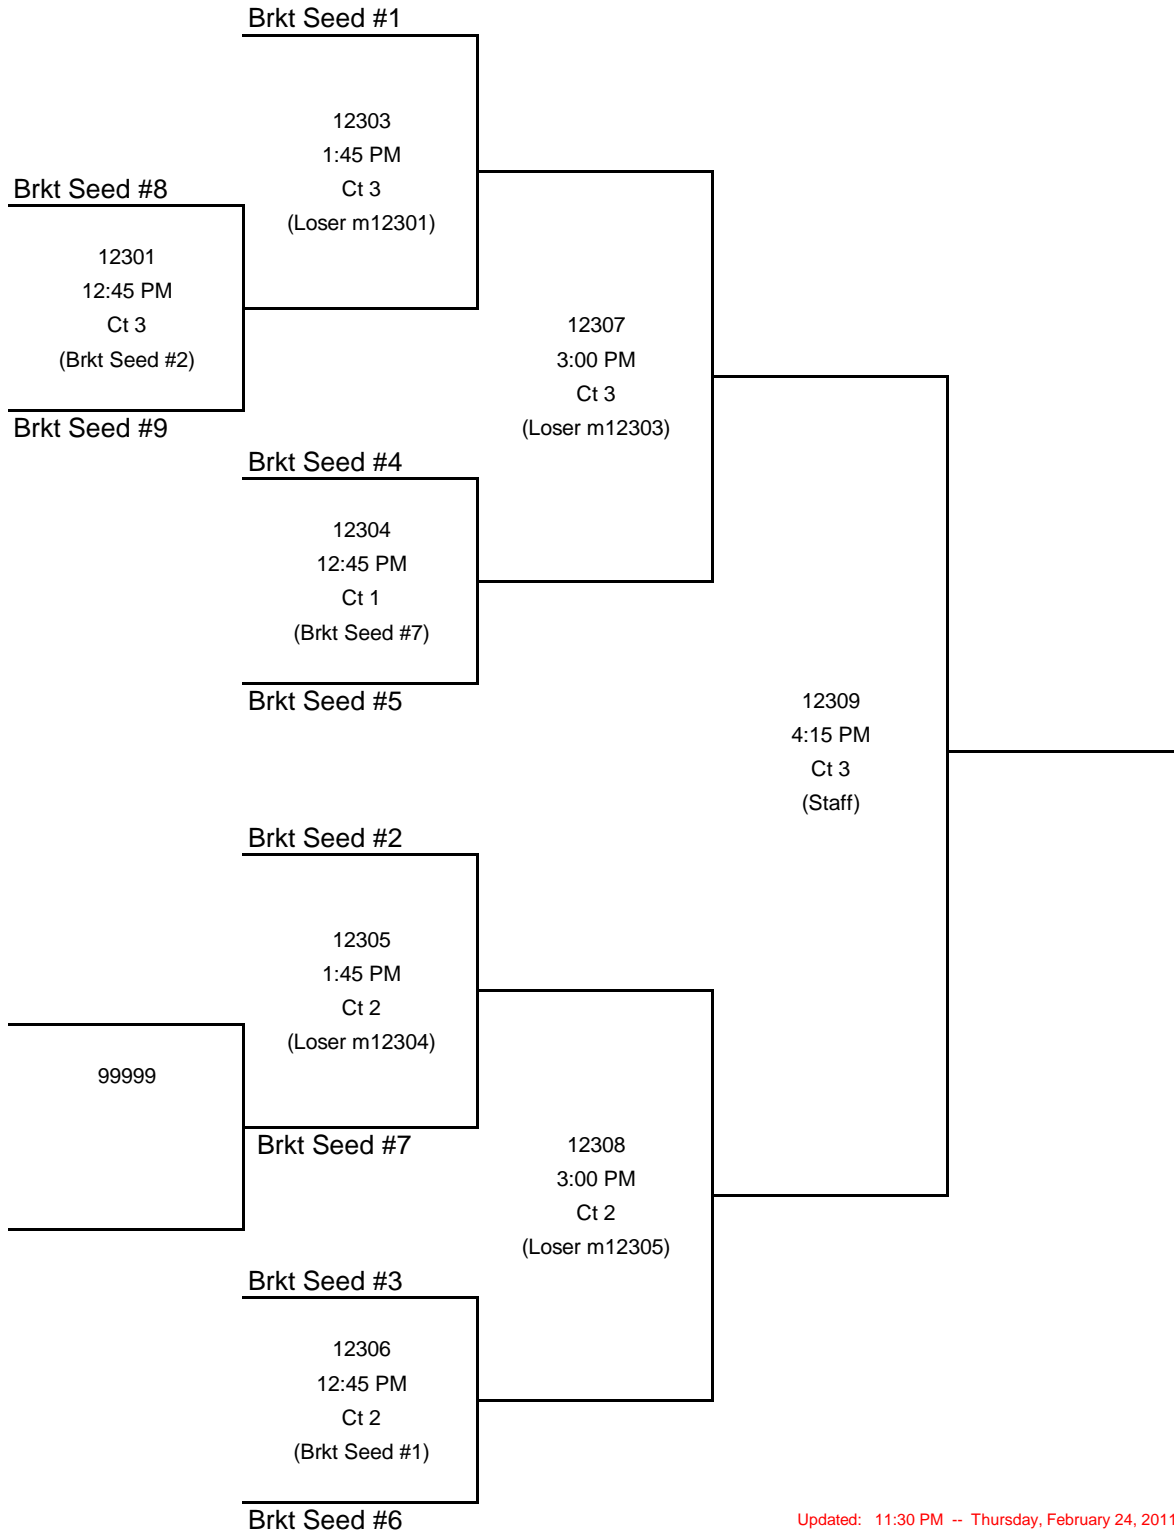 Brkt Seed #1
12303
1:45 PM
Ct 3
(Loser m12301)
Brkt Seed #8
12301
12:45 PM
Ct 3
(Brkt Seed #2)
Brkt Seed #9
12307
3:00 PM
Ct 3
(Loser m12303)
Brkt Seed #4
12304
12:45 PM
Ct 1
(Brkt Seed #7)
Brkt Seed #5
12309
4:15 PM
Ct 3
(Staff)
Brkt Seed #2
12305
1:45 PM
Ct 2
(Loser m12304)
99999
Brkt Seed #7
12308
3:00 PM
Ct 2
(Loser m12305)
Brkt Seed #3
12306
12:45 PM
Ct 2
(Brkt Seed #1)
Brkt Seed #6
Updated: 11:30 PM -- Thursday, February 24, 2011